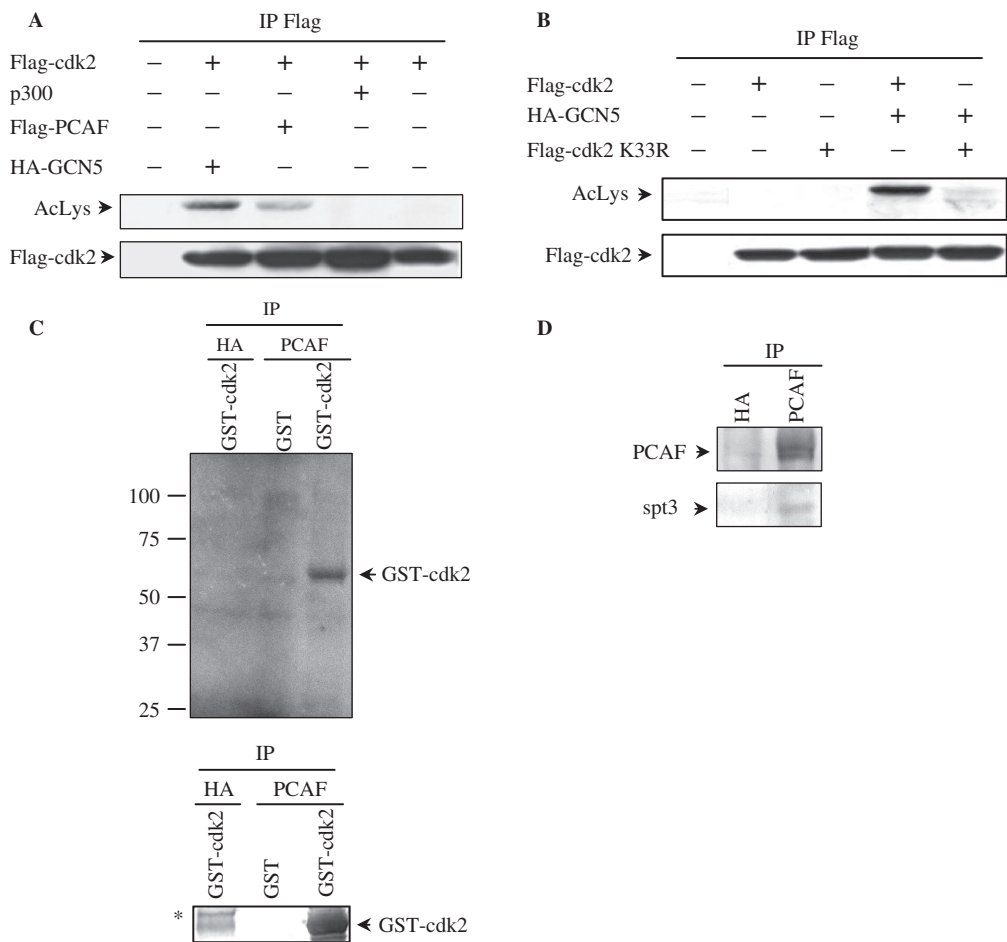 A
IP Flag
Flag-cdk2 – + + + +
p300 – – – + –
Flag-PCAF – – + – –
HA-GCN5 – + – – –
AcLys
Flag-cdk2
B
IP Flag
Flag-cdk2 – + – + –
HA-GCN5 – – – + +
Flag-cdk2 K33R – – + – +
AcLys
Flag-cdk2
C
IP
HA PCAF
GST-cdk2 GST GST-cdk2
100
75
50
37
25
GST-cdk2
IP
HA PCAF
GST-cdk2 GST GST-cdk2
*
GST-cdk2
D
IP
HA PCAF
PCAF
spt3